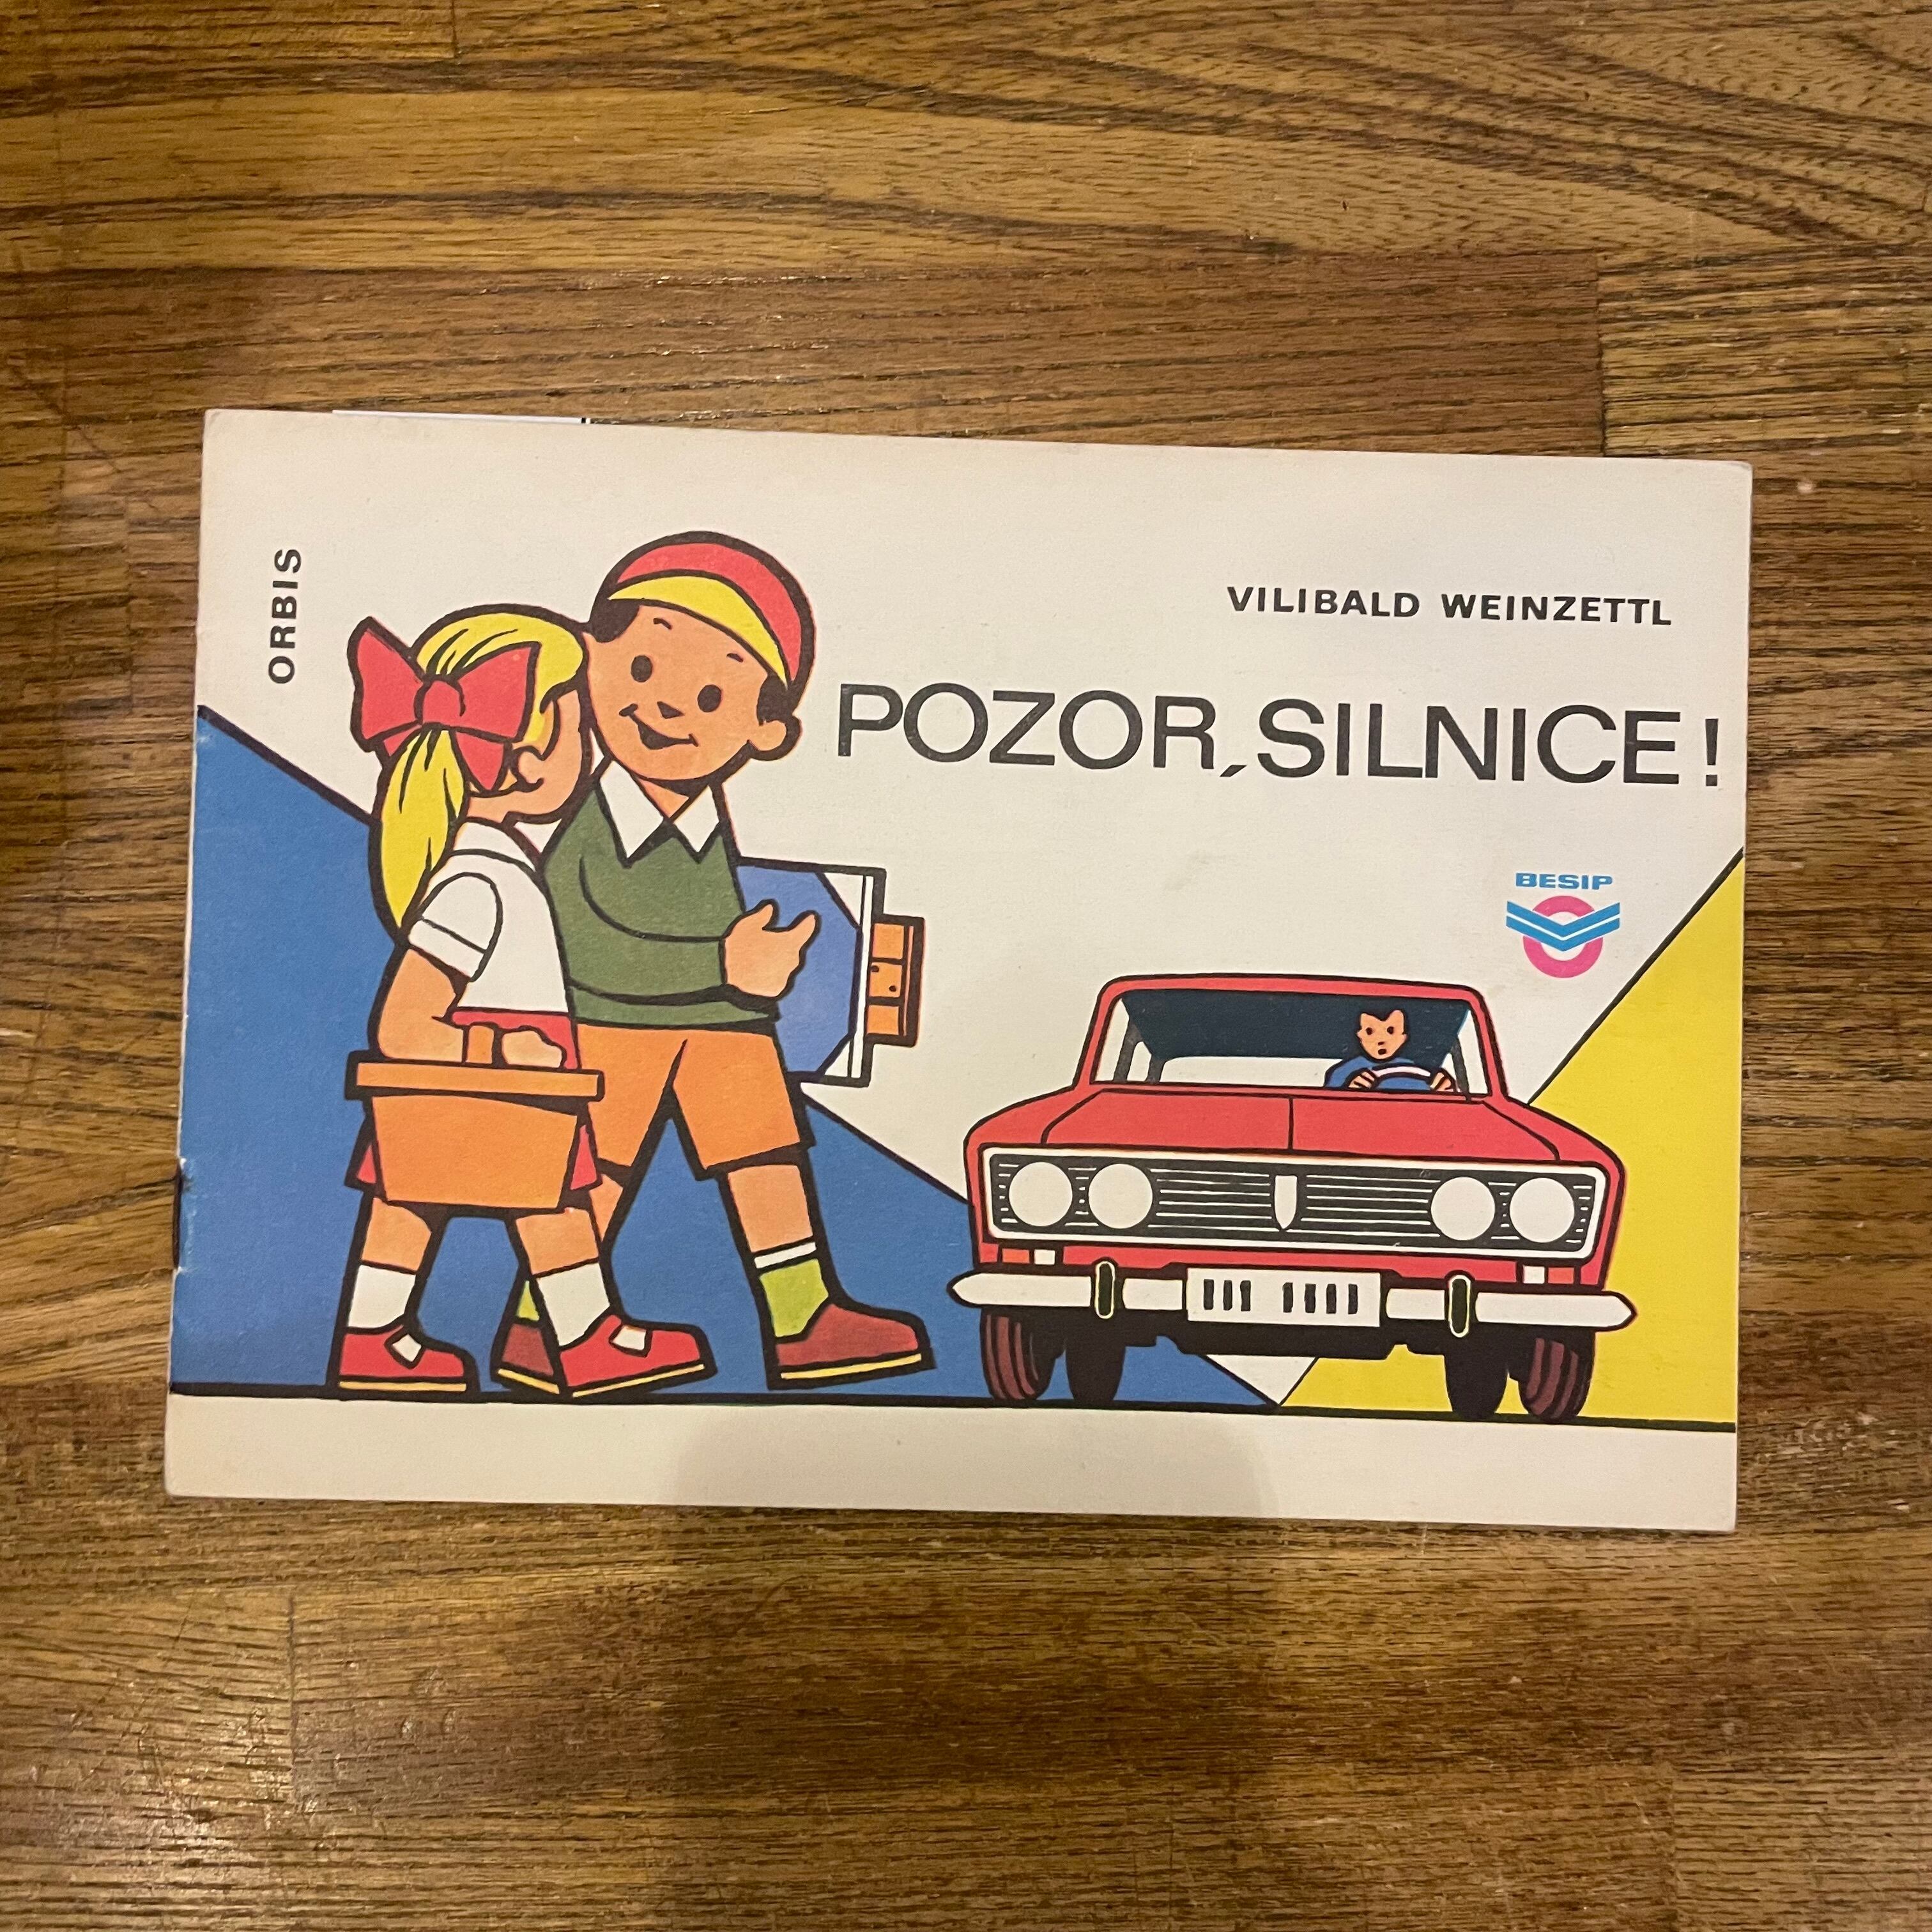 ORBIS
VILIBALD WEINZETTL
POZOR, SILNICE!
BESIP